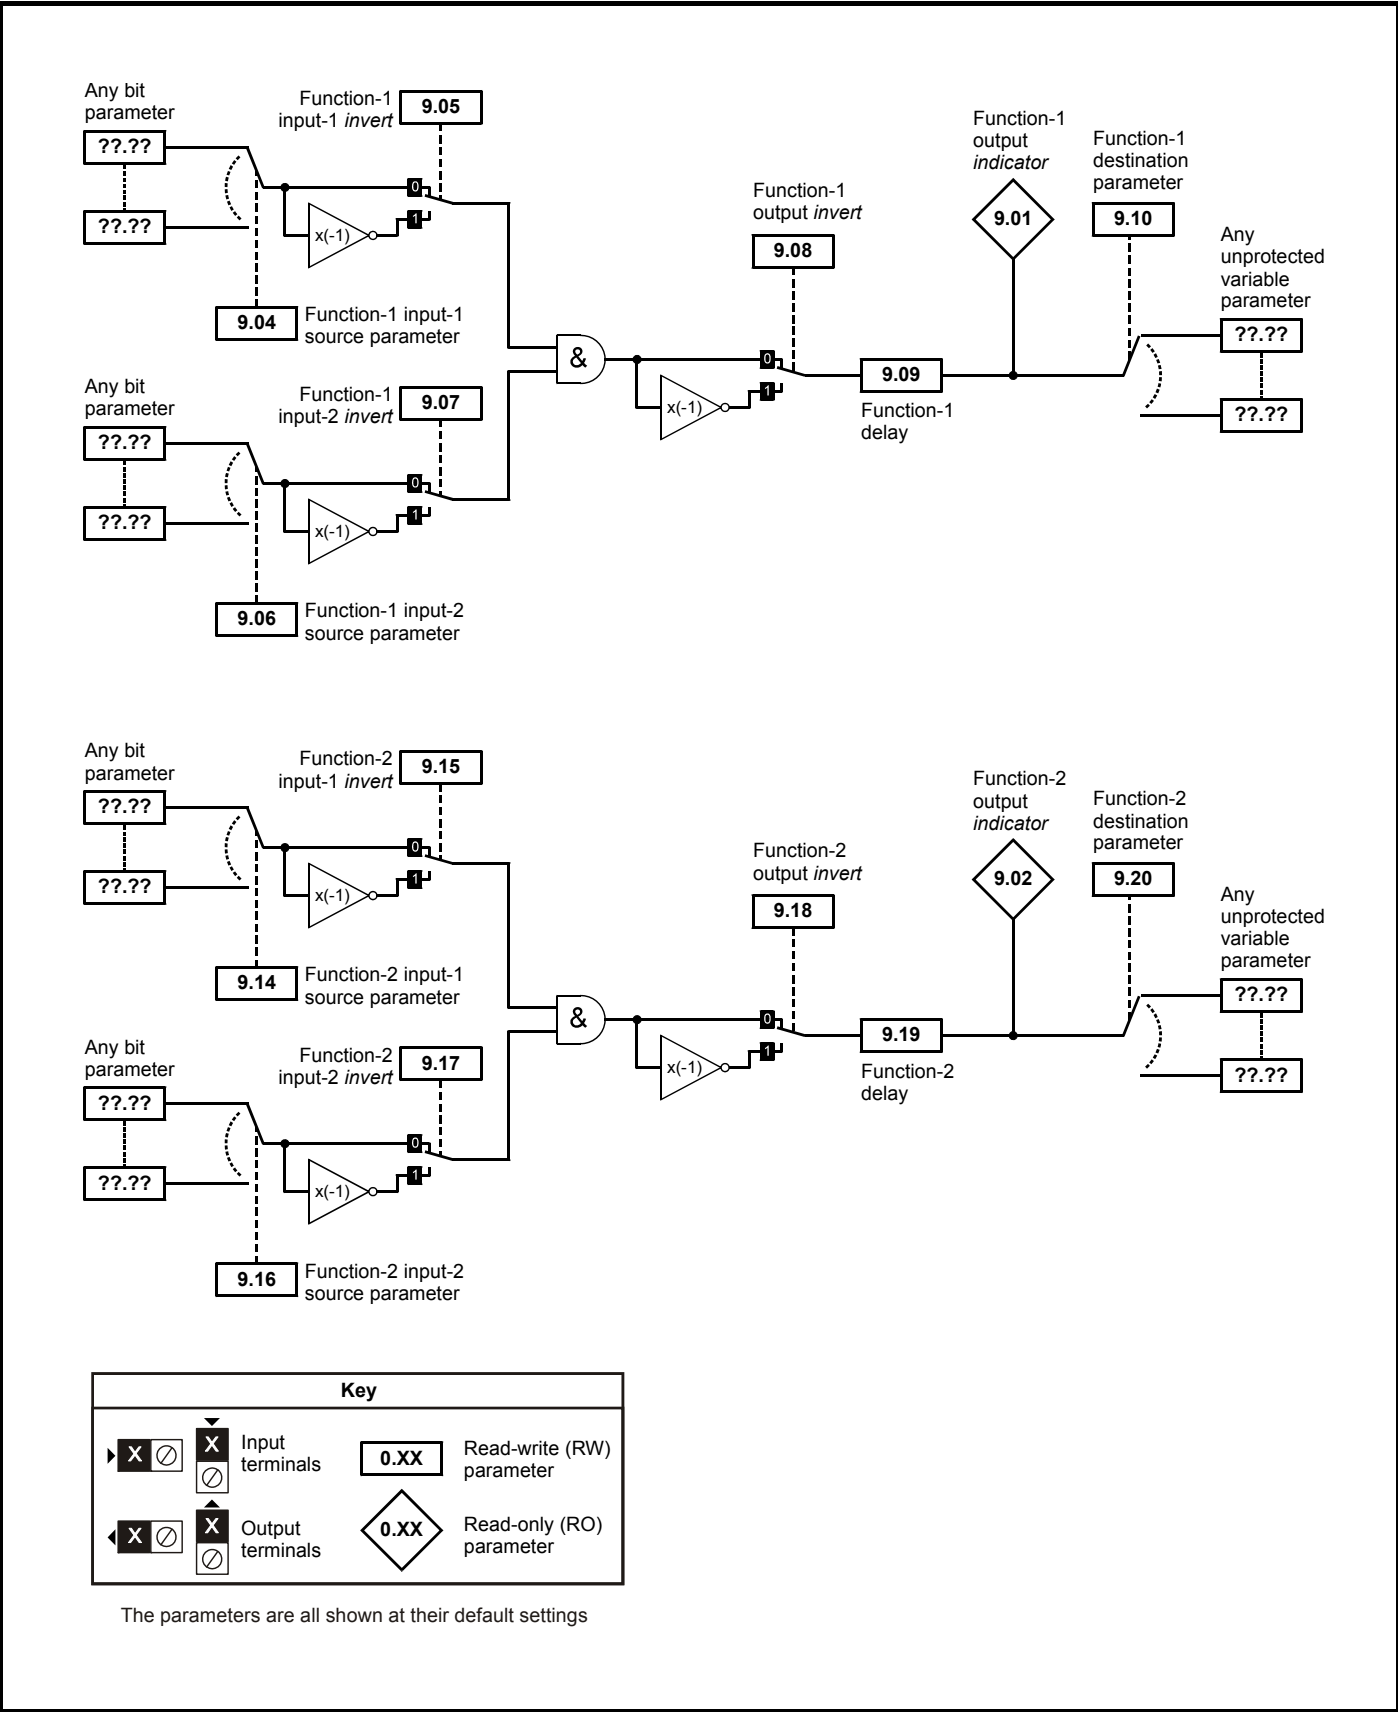 Any bit
parameter
??.??
??.??
Function-1
input-1 invert
9.05
0
1
x(-1)
9.04
Function-1 input-1
source parameter
Any bit
parameter
??.??
??.??
Function-1
input-2 invert
9.07
0
1
x(-1)
9.06
Function-1 input-2
source parameter
&
Function-1
output invert
9.08
0
1
x(-1)
9.09
Function-1
delay
Function-1
output
indicator
9.01
Function-1
destination
parameter
9.10
Any
unprotected
variable
parameter
??.??
??.??
Any bit
parameter
??.??
??.??
Function-2
input-1 invert
9.15
0
1
x(-1)
9.14
Function-2 input-1
source parameter
Any bit
parameter
??.??
??.??
Function-2
input-2 invert
9.17
0
1
x(-1)
9.16
Function-2 input-2
source parameter
&
Function-2
output invert
9.18
0
1
x(-1)
9.19
Function-2
delay
Function-2
output
indicator
9.02
Function-2
destination
parameter
9.20
Any
unprotected
variable
parameter
??.??
??.??
Key
X
X
Input
terminals
0.XX
Read-write (RW)
parameter
X
X
Output
terminals
0.XX
Read-only (RO)
parameter
The parameters are all shown at their default settings